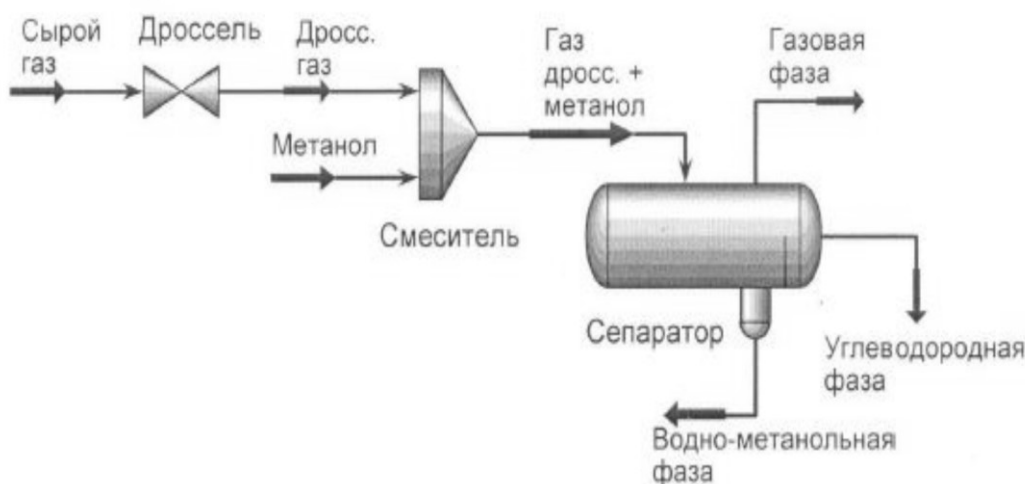 Сырой
газ
Дроссель
Дросс.
газ
Газ
дросс. +
метанол
Газовая
фаза
Метанол
Смеситель
Сепаратор
Углеводородная
фаза
Водно-метанольная
фаза